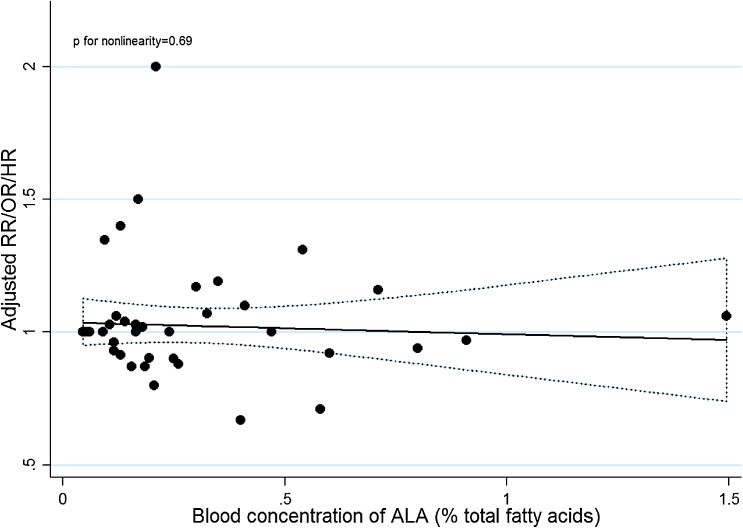 p for nonlinearity=0.69
Adjusted RR/OR/HR
2
1.5
1
.5
0
.5
1
1.5
Blood concentration of ALA (% total fatty acids)